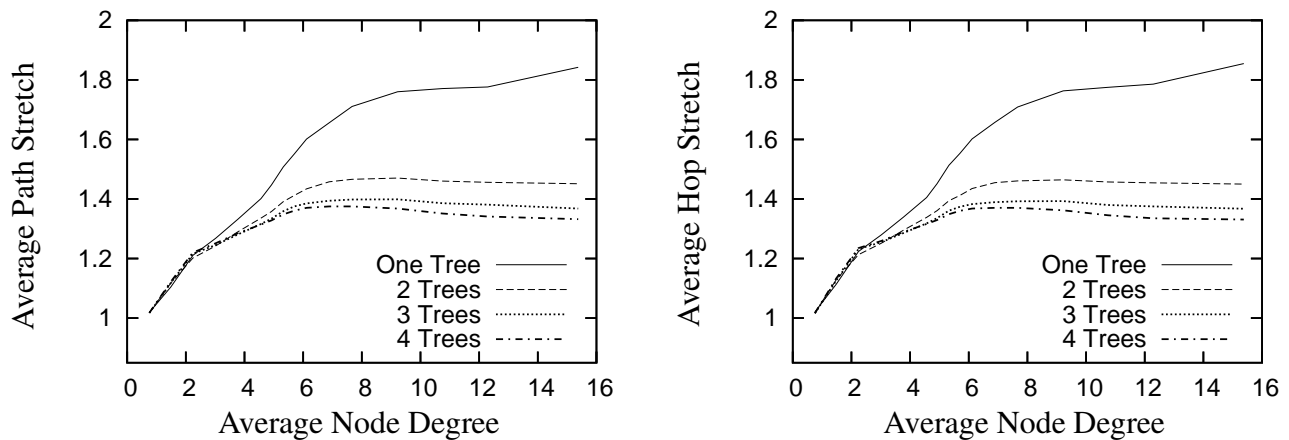 2
1.8
1.6
1.4
1.2
1
0 2 4 6 8 10 12 14 16
Average Path Stretch
Average Node Degree
One Tree
2 Trees
3 Trees
4 Trees
2
1.8
1.6
1.4
1.2
1
0 2 4 6 8 10 12 14 16
Average Hop Stretch
Average Node Degree
One Tree
2 Trees
3 Trees
4 Trees